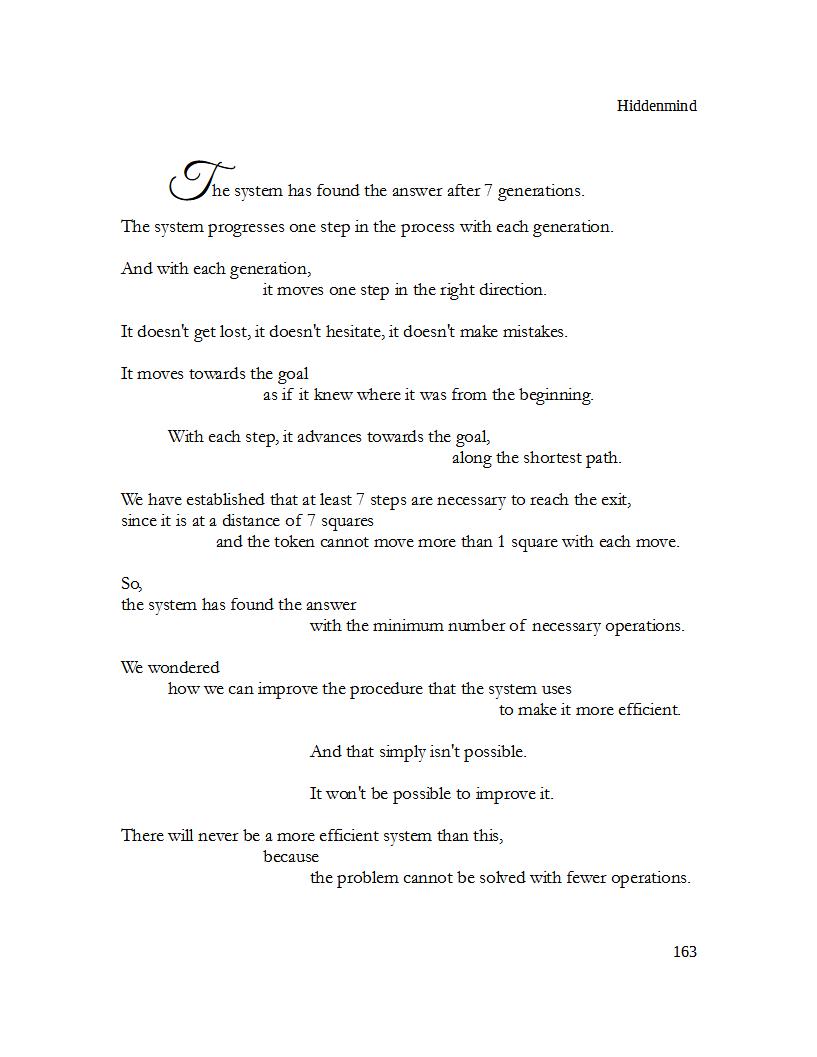 Hiddenmind
The system has found the answer after 7 generations.
The system progresses one step in the process with each generation.
And with each generation,
it moves one step in the right direction.
It doesn't get lost, it doesn't hesitate, it doesn't make mistakes.
It moves towards the goal
as if it knew where it was from the beginning.
With each step, it advances towards the goal,
along the shortest path.
We have established that at least 7 steps are necessary to reach the exit,
since it is at a distance of 7 squares
and the token cannot move more than 1 square with each move.
So,
the system has found the answer
with the minimum number of necessary operations.
We wondered
how we can improve the procedure that the system uses
to make it more efficient.
And that simply isn't possible.
It won't be possible to improve it.
There will never be a more efficient system than this,
because
the problem cannot be solved with fewer operations.
163